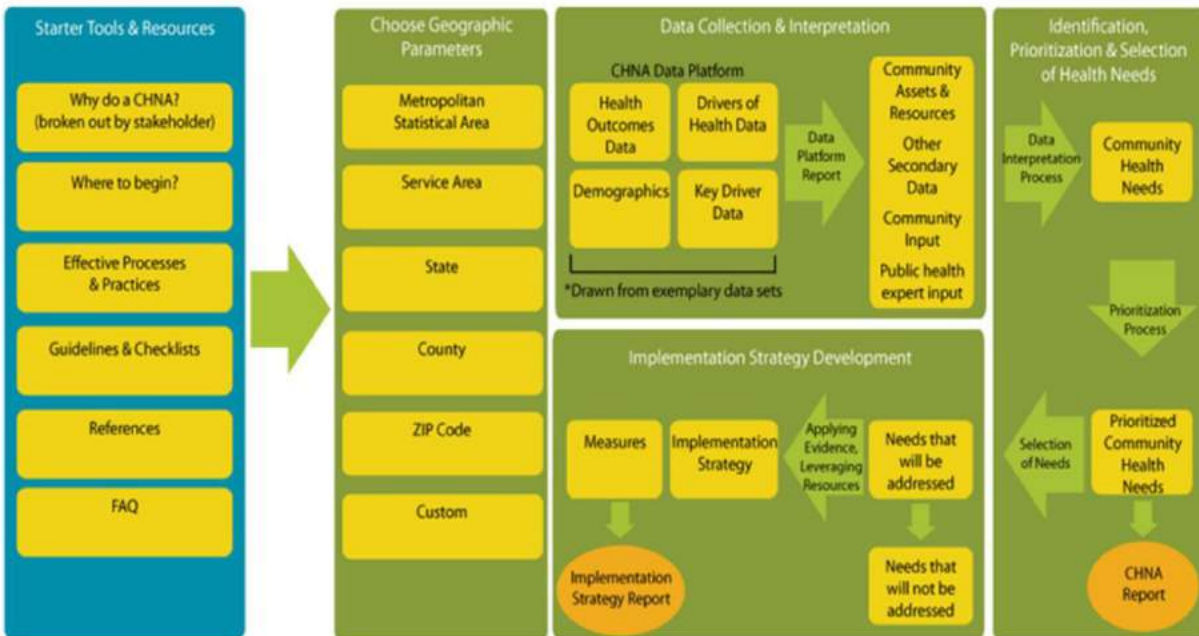 Starter Tools & Resources
Why do a CHNA?
(broken out by stakeholder)
Where to begin?
Effective Processes
& Practices
Guidelines & Checklists
References
FAQ
Choose Geographic
Parameters
Metropolitan
Statistical Area
Service Area
State
County
ZIP Code
Custom
Data Collection & Interpretation
CHNA Data Platform
Health
Outcomes
Data
Drivers of
Health Data
Demographics
Key Driver
Data
*Drawn from exemplary data sets
Data
Platform
Report
Community
Assets &
Resources
Other
Secondary
Data
Community
Input
Public health
expert input
Data
Interpretation
Process
Identification,
Prioritization & Selection
of Health Needs
Community
Health
Needs
Prioritization
Process
Prioritized
Community
Health
Needs
CHNA
Report
Selection
of Needs
Implementation Strategy Development
Needs that
will be
addressed
Needs that
will not be
addressed
Applying
Evidence,
Leveraging
Resources
Implementation
Strategy
Measures
Implementation
Strategy Report